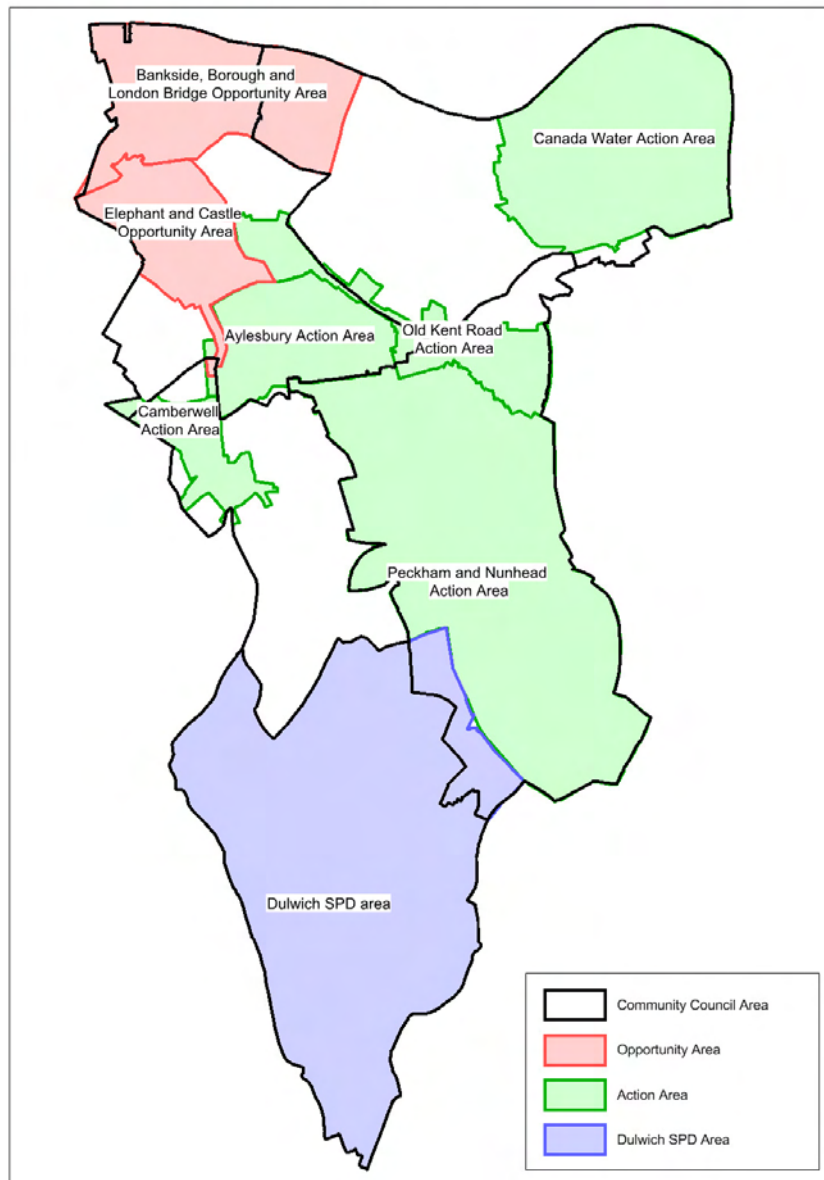 Bankside, Borough and
London Bridge Opportunity Area
Canada Water Action Area
Elephant and Castle
Opportunity Area
Aylesbury Action Area
Old Kent Road
Action Area
Camberwell
Action Area
Peckham and Nunhead
Action Area
Dulwich SPD area
Community Council Area
Opportunity Area
Action Area
Dulwich SPD Area